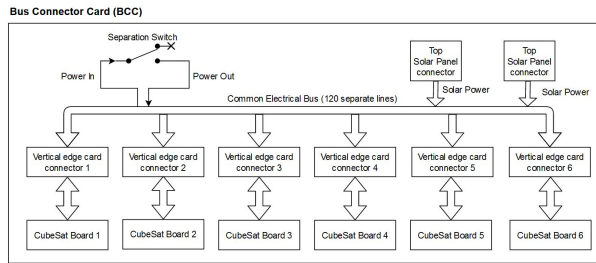 Bus Connector Card (BCC)
Separation Switch
Power In
Power Out
Top
Solar Panel
connector
Top
Solar Panel
connector
Solar Power
Solar Power
Common Electrical Bus (120 separate lines)
Vertical edge card
connector 1
Vertical edge card
connector 2
Vertical edge card
connector 3
Vertical edge card
connector 4
Vertical edge card
connector 5
Vertical edge card
connector 6
CubeSat Board 1
CubeSat Board 2
CubeSat Board 3
CubeSat Board 4
CubeSat Board 5
CubeSat Board 6